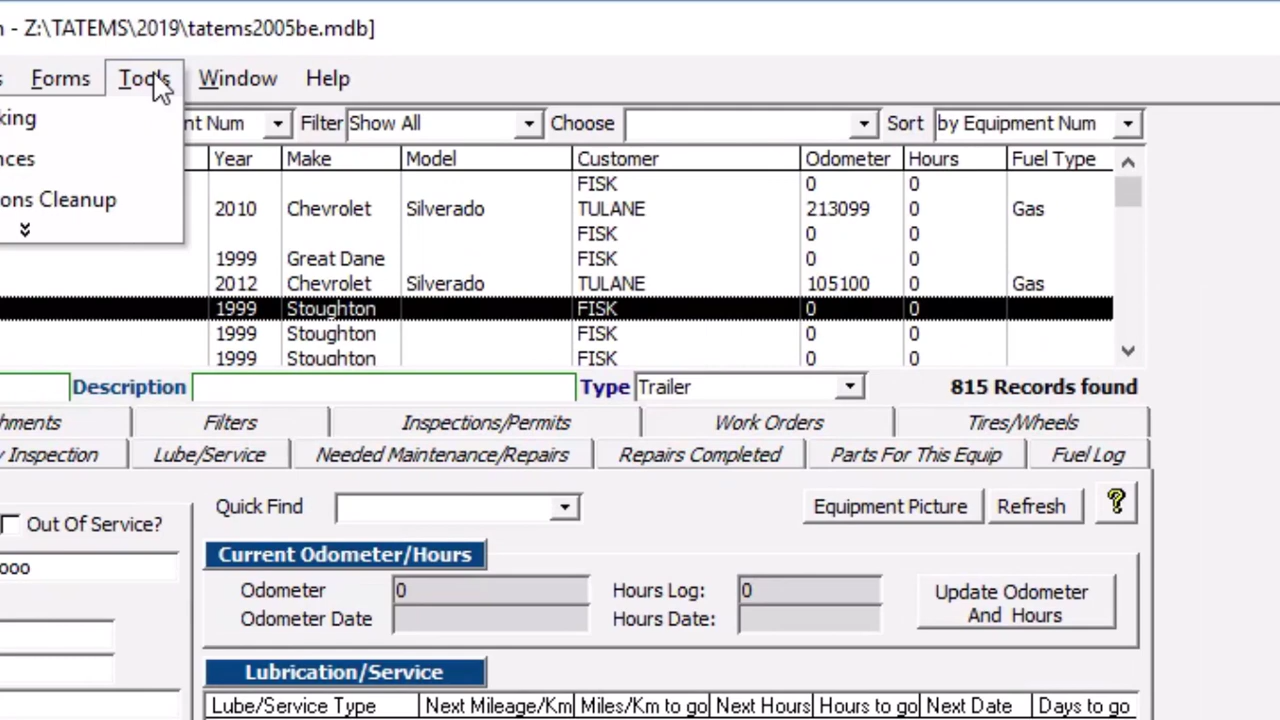 - Z:\TATEMS\2019\tatems2005be.mdb]
Forms Tools Window Help
king
nces
ons Cleanup
nt Num Filter Show All Choose Sort by Equipment Num
Year Make Model Customer Odometer Hours Fuel Type
FISK 0 0
2010 Chevrolet Silverado TULANE 213099 0 Gas
FISK 0 0
1999 Great Dane FISK 0 0
2012 Chevrolet Silverado TULANE 105100 0 Gas
1999 Stoughton FISK 0 0
1999 Stoughton FISK 0 0
1999 Stoughton FISK 0 0
Description Type Trailer 815 Records found
hments Filters Inspections/Permits Work Orders Tires/Wheels
y Inspection Lube/Service Needed Maintenance/Repairs Repairs Completed Parts For This Equip Fuel Log
Quick Find Equipment Picture Refresh ?
Out Of Service?
ooo
Current Odometer/Hours
Odometer 0 Hours Log: 0 Update Odometer And Hours
Odometer Date Hours Date:
Lubrication/Service
Lube/Service Type Next Mileage/Km Miles/Km to go Next Hours Hours to go Next Date Days to go